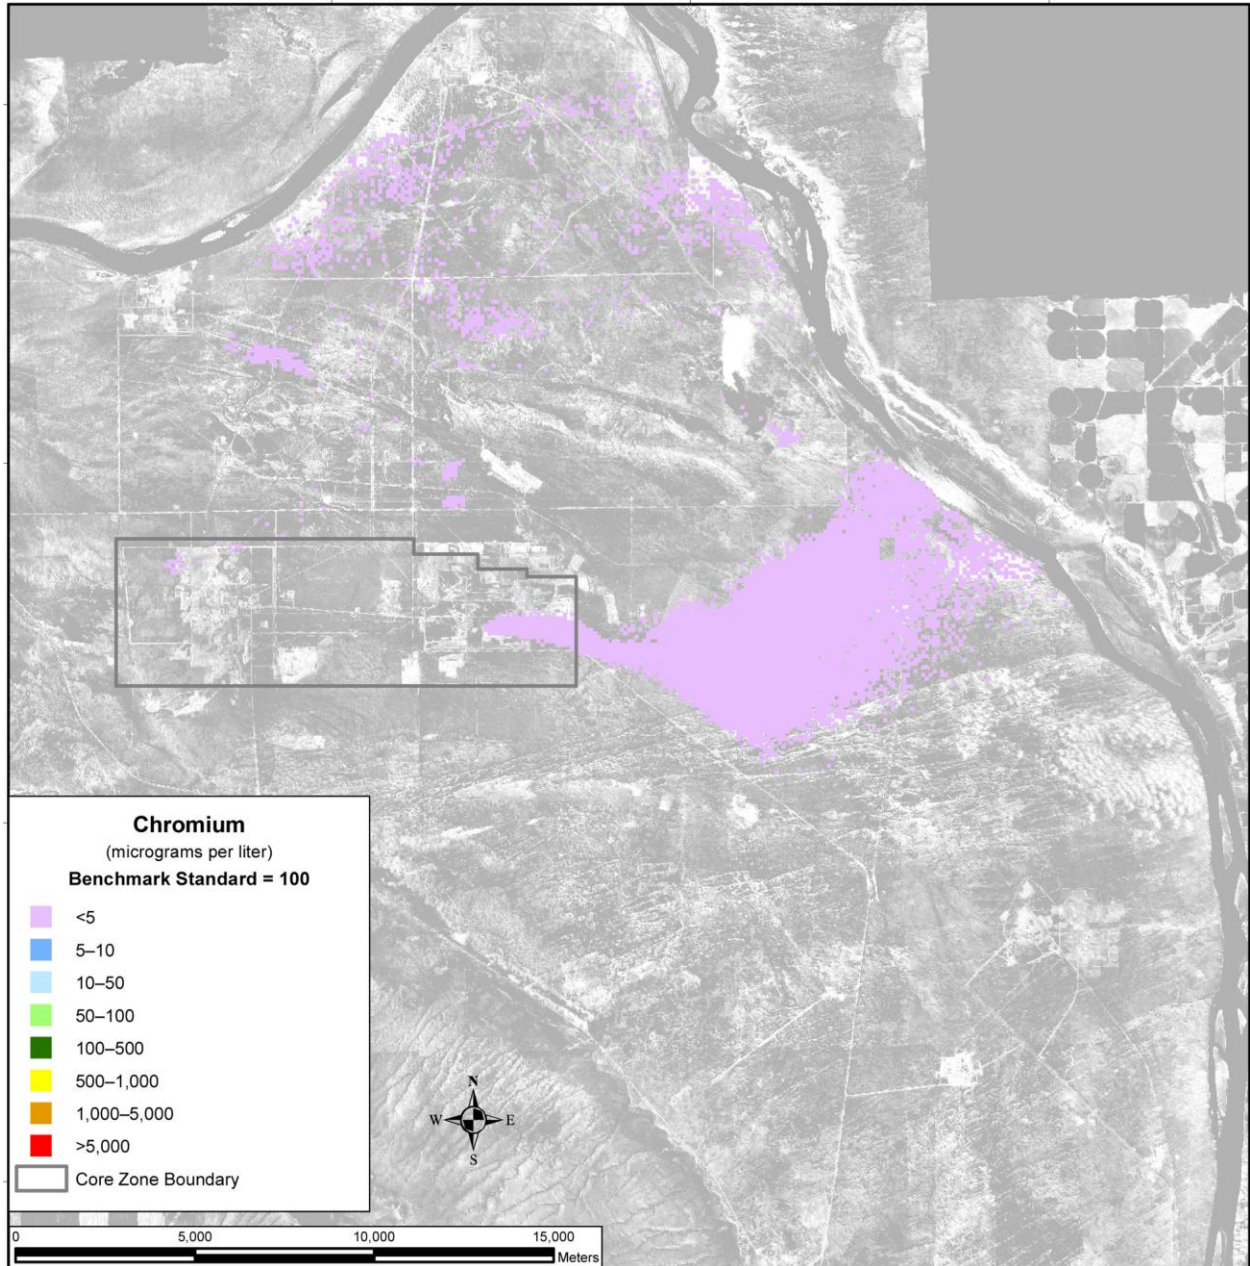 Chromium
(micrograms per liter)
Benchmark Standard = 100
<5
5–10
10–50
50–100
100–500
500–1,000
1,000–5,000
>5,000
Core Zone Boundary
N
W E
S
0 5,000 10,000 15,000
Meters